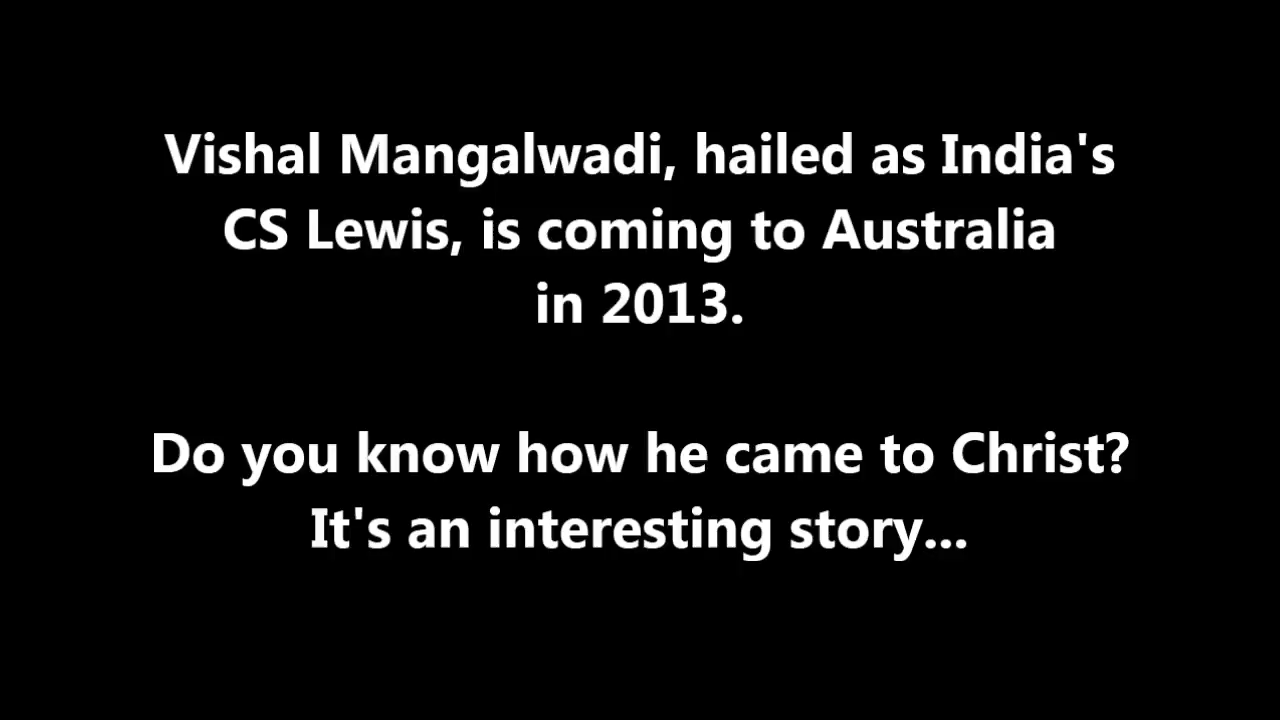 Vishal Mangalwadi, hailed as India's
CS Lewis, is coming to Australia
in 2013.
Do you know how he came to Christ?
It's an interesting story...